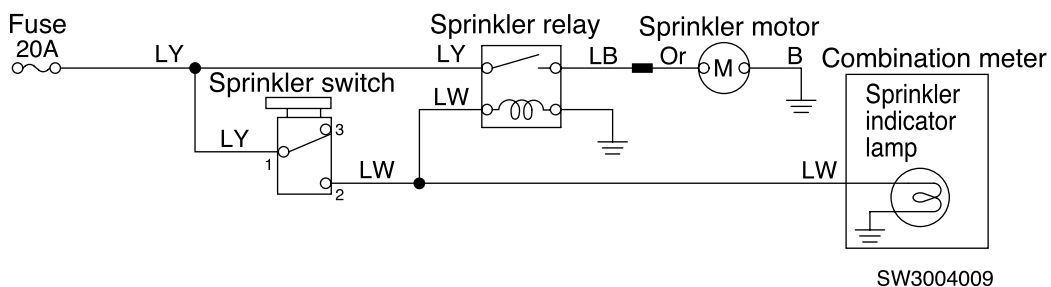 Fuse
20A
LY
Sprinkler relay
LY
LB
Or
Sprinkler motor
M
B
Combination meter
Sprinkler switch
LW
Sprinkler
indicator
lamp
LY
3
1
2
LW
LW
SW3004009